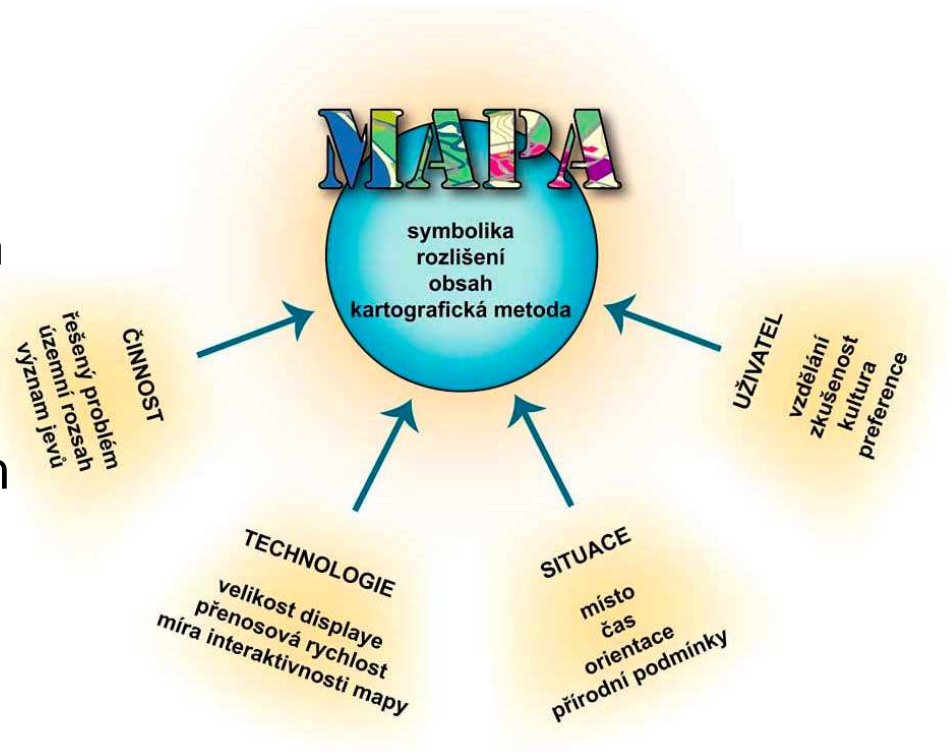 MAPA
symbolika
rozlišení
obsah
kartografická metoda
ČINNOST
řešený problém
územní rozsah
význam jevů
TECHNOLOGIE
velikost displaye
přenosová rychlost
míra interaktivnosti mapy
SITUACE
místo
čas
orientace
přírodní podmínky
UŽIVATEL
vzdělání
zkušenost
kultura
preference